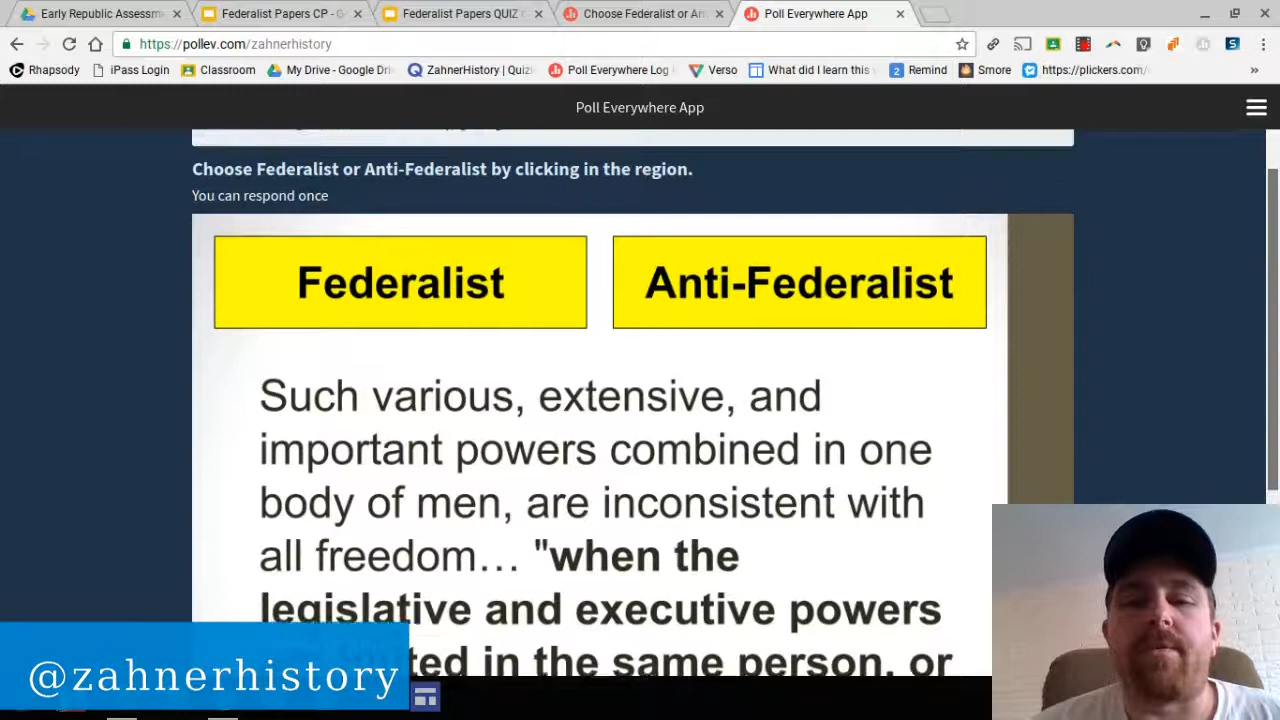 Early Republic Assessm
Federalist Papers CP - G
Federalist Papers QUIZ
Choose Federalist or An
Poll Everywhere App
https://pollev.com/zahnerhistory
Rhapsody
iPass Login
Classroom
My Drive - Google Dri
ZahnerHistory | Quiz
Poll Everywhere Log
Verso
What did I learn this
2 Remind
Smore
https://plickers.com/
»
Poll Everywhere App
Choose Federalist or Anti-Federalist by clicking in the region.
You can respond once
Federalist
Anti-Federalist
Such various, extensive, and
important powers combined in one
body of men, are inconsistent with
all freedom… "when the
legislative and executive powers
in the same person, or
@zahnerhistory